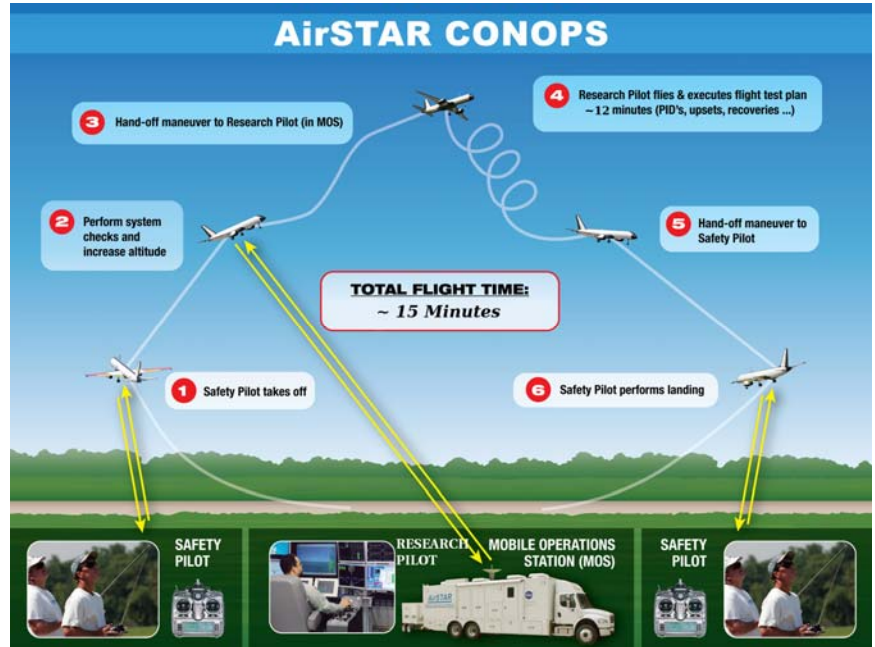 AirSTAR CONOPS
3 Hand-off maneuver to Research Pilot (in MOS)
4 Research Pilot flies & executes flight test plan
~12 minutes (PID's, upsets, recoveries ...)
2 Perform system
checks and
increase altitude
5 Hand-off maneuver to
Safety Pilot
TOTAL FLIGHT TIME:
~ 15 Minutes
1 Safety Pilot takes off
6 Safety Pilot performs landing
SAFETY
PILOT
RESEARCH
PILOT
MOBILE OPERATIONS
STATION (MOS)
AirSTAR
SAFETY
PILOT